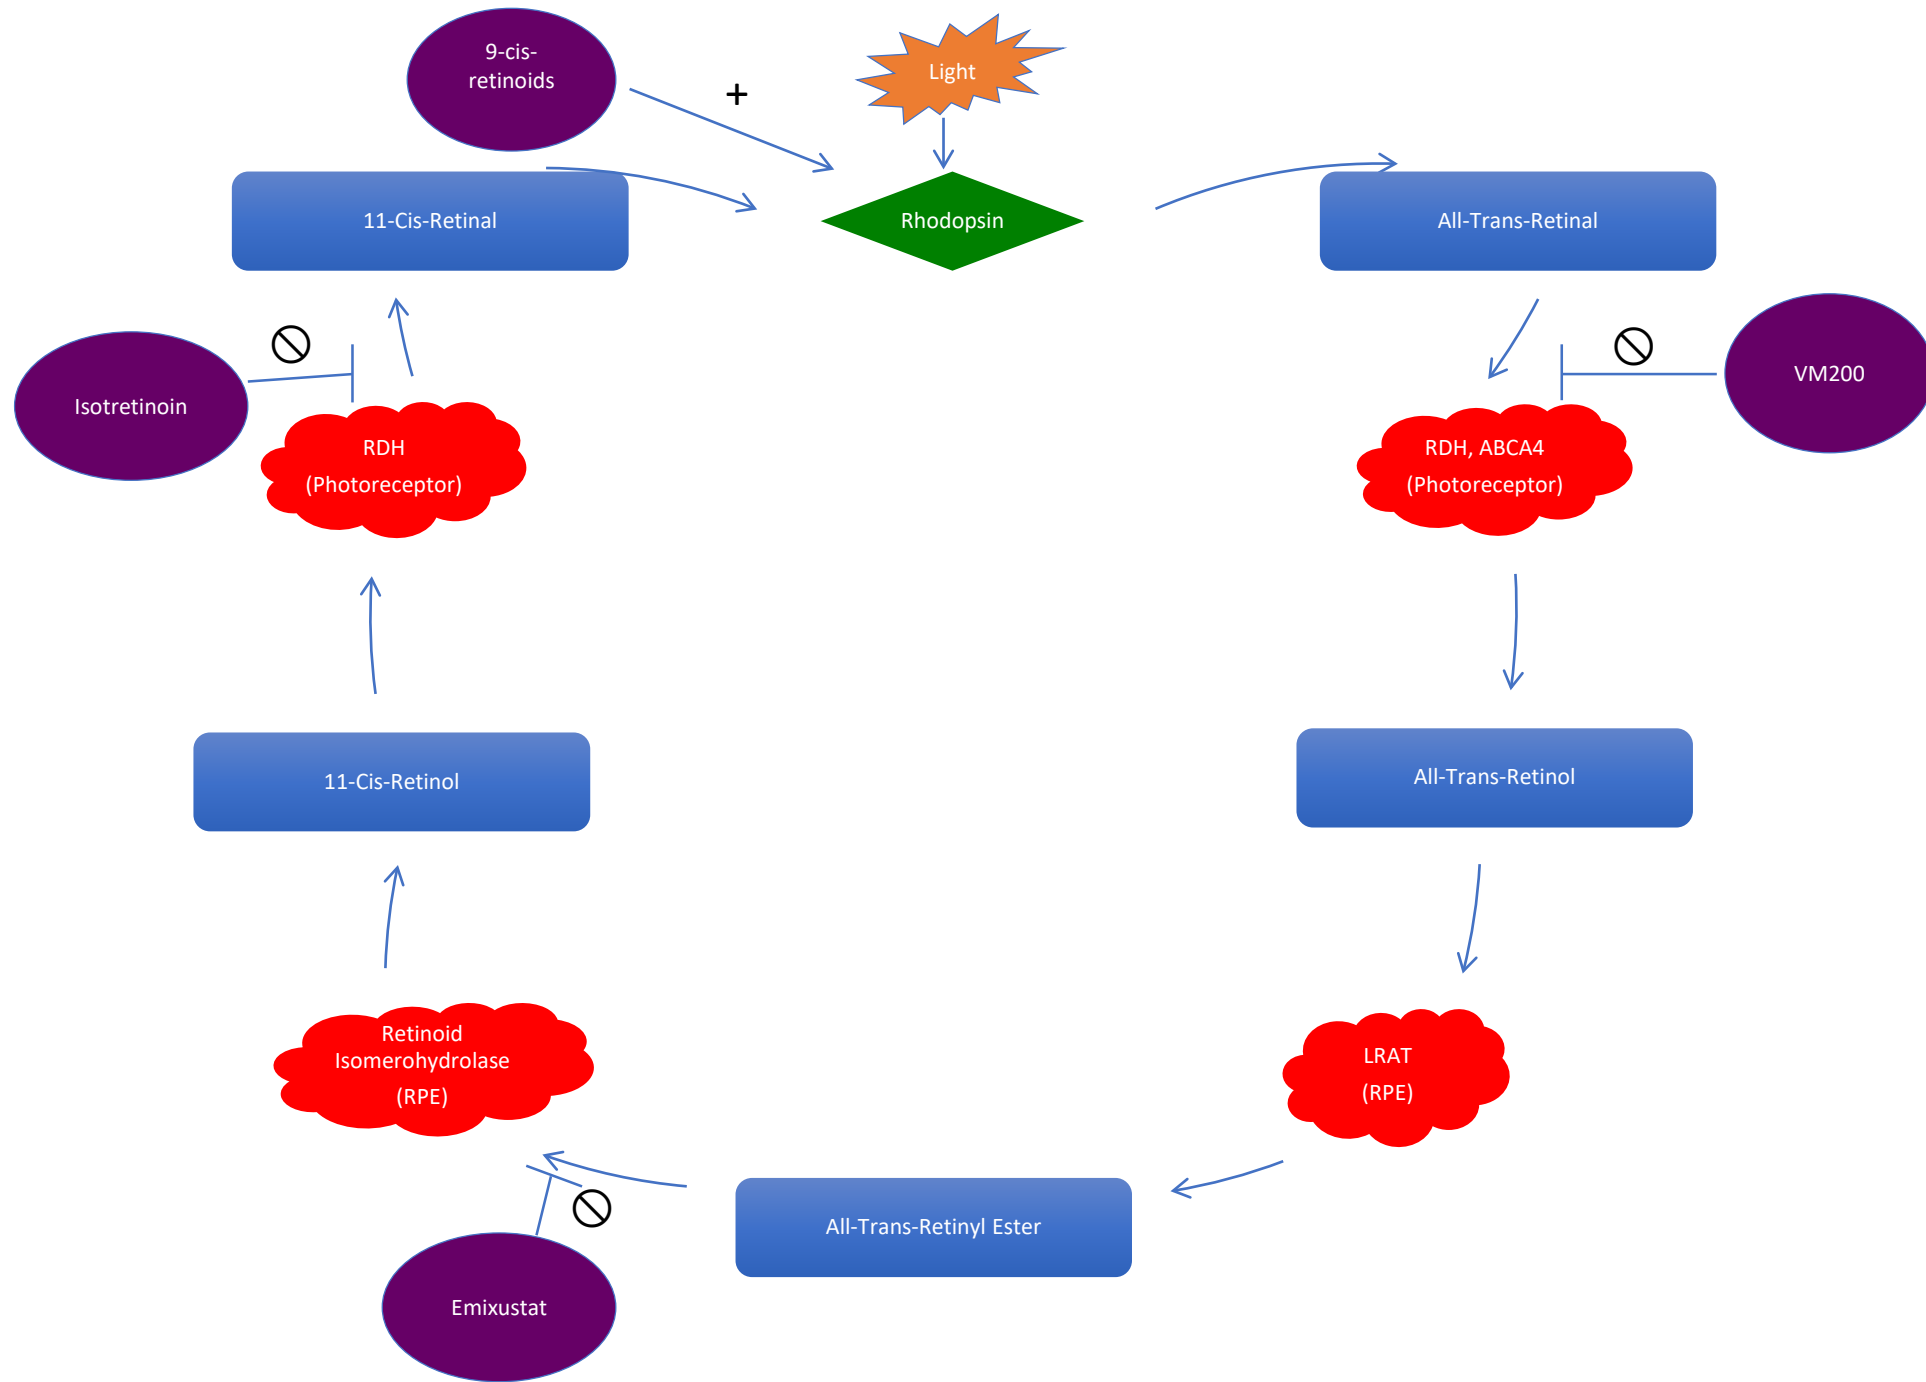 9-cis-
retinoids
+
Light
11-Cis-Retinal
Rhodopsin
All-Trans-Retinal
Isotretinoin
VM200
RDH
(Photoreceptor)
RDH, ABCA4
(Photoreceptor)
11-Cis-Retinol
All-Trans-Retinol
Retinoid
Isomerohydrolase
(RPE)
LRAT
(RPE)
All-Trans-Retinyl Ester
Emixustat